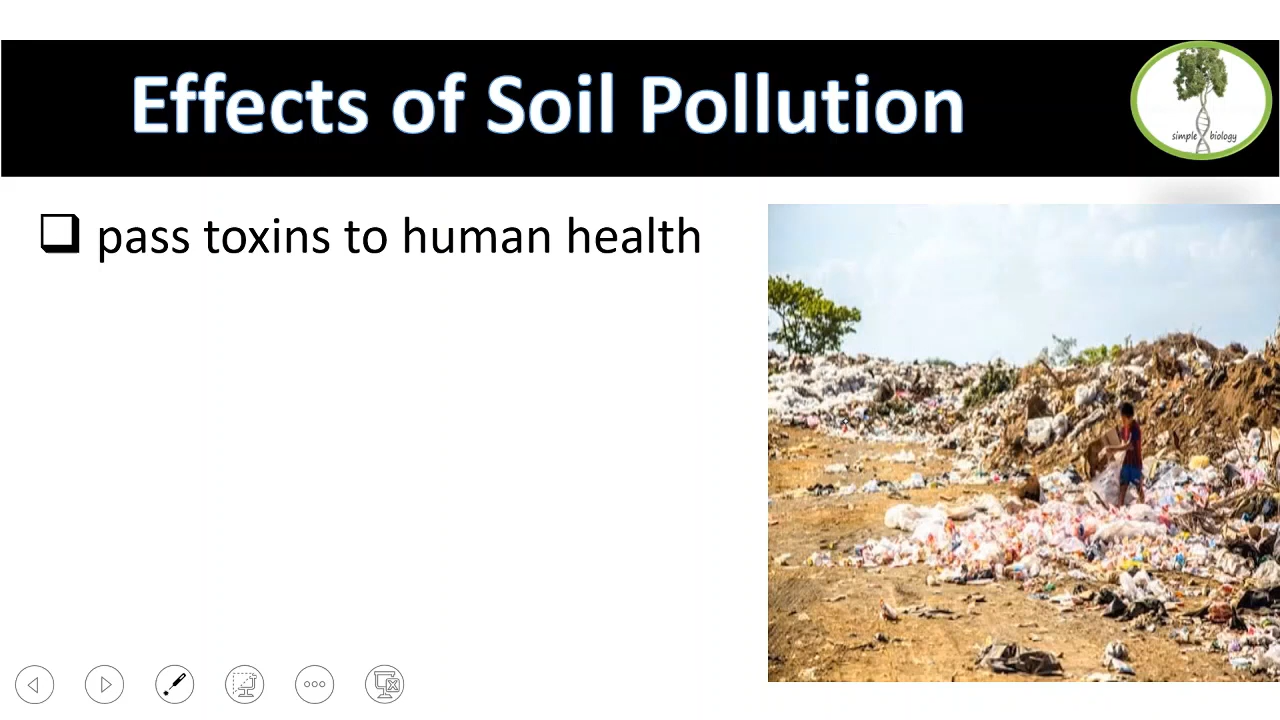 Effects of Soil Pollution
simple biology
pass toxins to human health